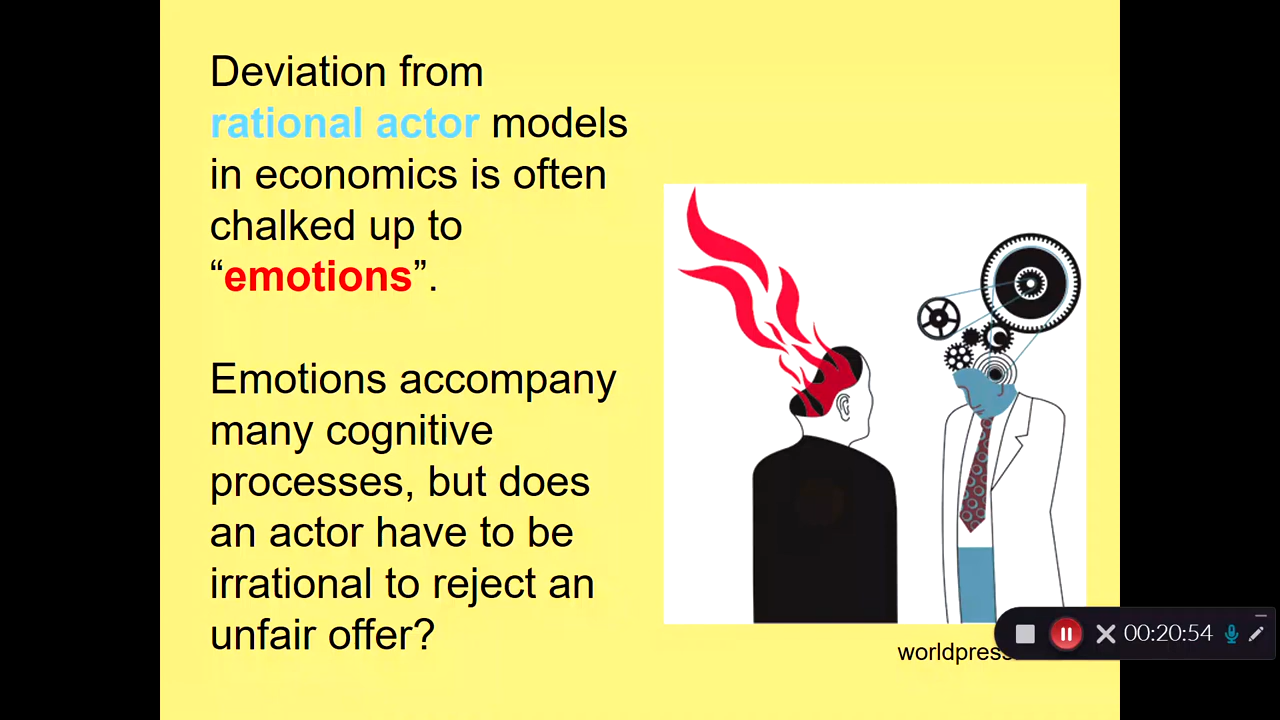 Deviation from
rational actor models
in economics is often
chalked up to
“emotions”.
Emotions accompany
many cognitive
processes, but does
an actor have to be
irrational to reject an
unfair offer?
00:20:54